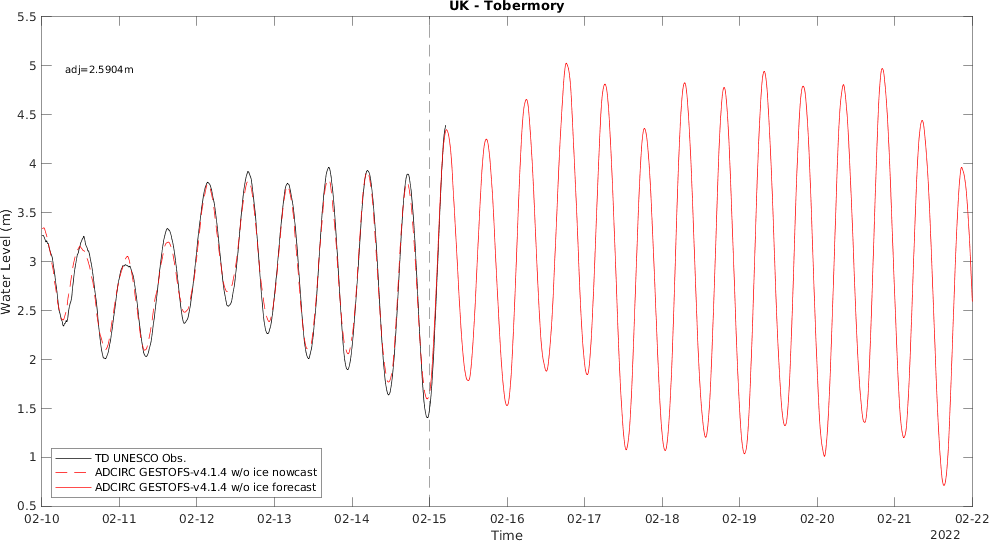 UK - Tobermory
5.5
5
4.5
4
3.5
3
2.5
2
1.5
1
0.5
Water Level (m)
adj=2.5904m
TD UNESCO Obs.
ADCIRC GESTOFS-v4.1.4 w/o ice nowcast
ADCIRC GESTOFS-v4.1.4 w/o ice forecast
02-10 02-11 02-12 02-13 02-14 02-15 02-16 02-17 02-18 02-19 02-20 02-21 02-22
Time
2022